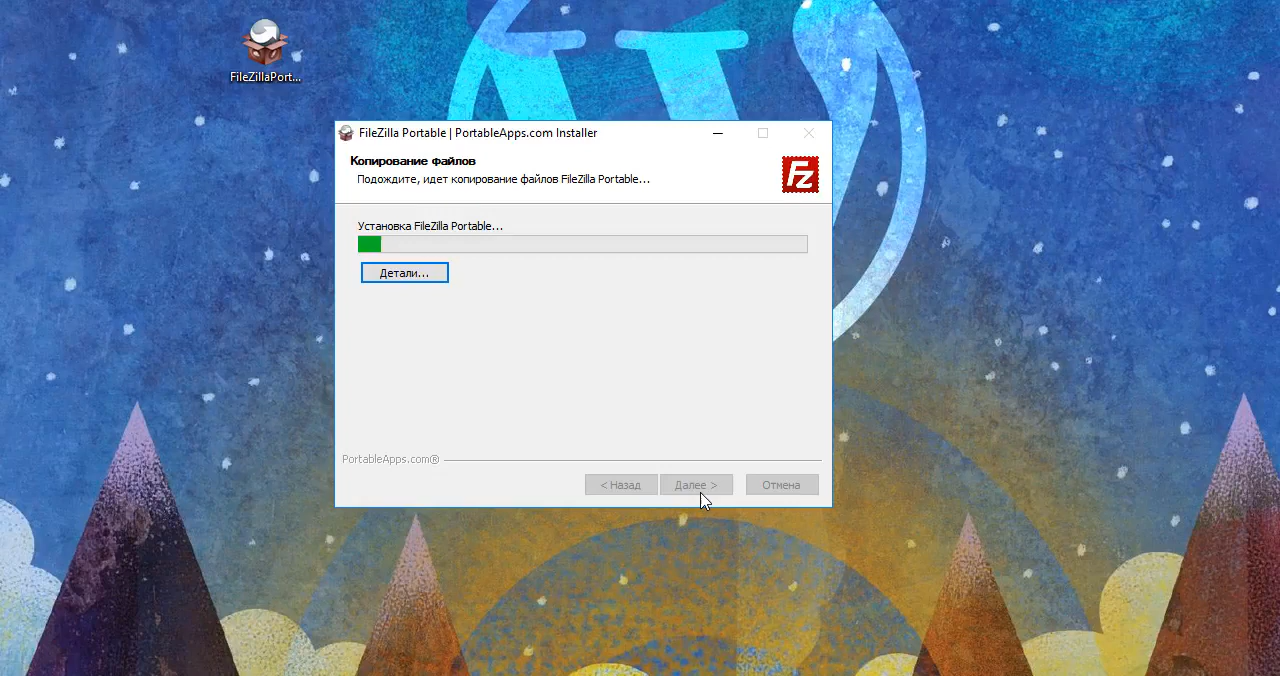 FileZillaPort...
FileZilla Portable | PortableApps.com Installer
Копирование файлов
Подождите, идет копирование файлов FileZilla Portable...
FZ
Установка FileZilla Portable...
Детали...
PortableApps.com®
< Назад
Далее >
Отмена